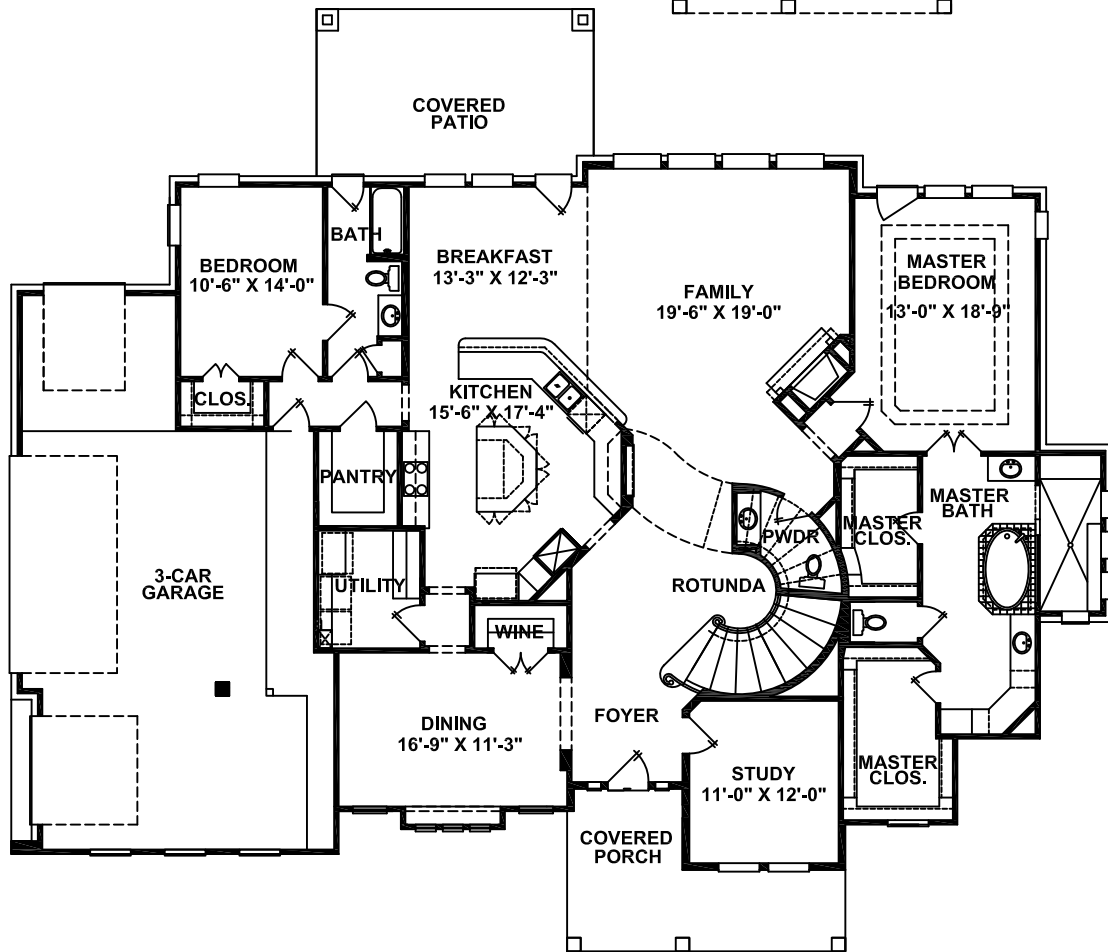 COVERED
PATIO
BATH
BEDROOM
10'-6" X 14'-0"
BREAKFAST
13'-3" X 12'-3"
FAMILY
19'-6" X 19'-0"
MASTER
BEDROOM
13'-0" X 18'-9"
CLOS.
KITCHEN
15'-6" X 17'-4"
PANTRY
MASTER
BATH
MASTER
CLOS.
PWDR
3-CAR
GARAGE
UTILITY
ROTUNDA
WINE
DINING
16'-9" X 11'-3"
FOYER
STUDY
11'-0" X 12'-0"
MASTER
CLOS.
COVERED
PORCH